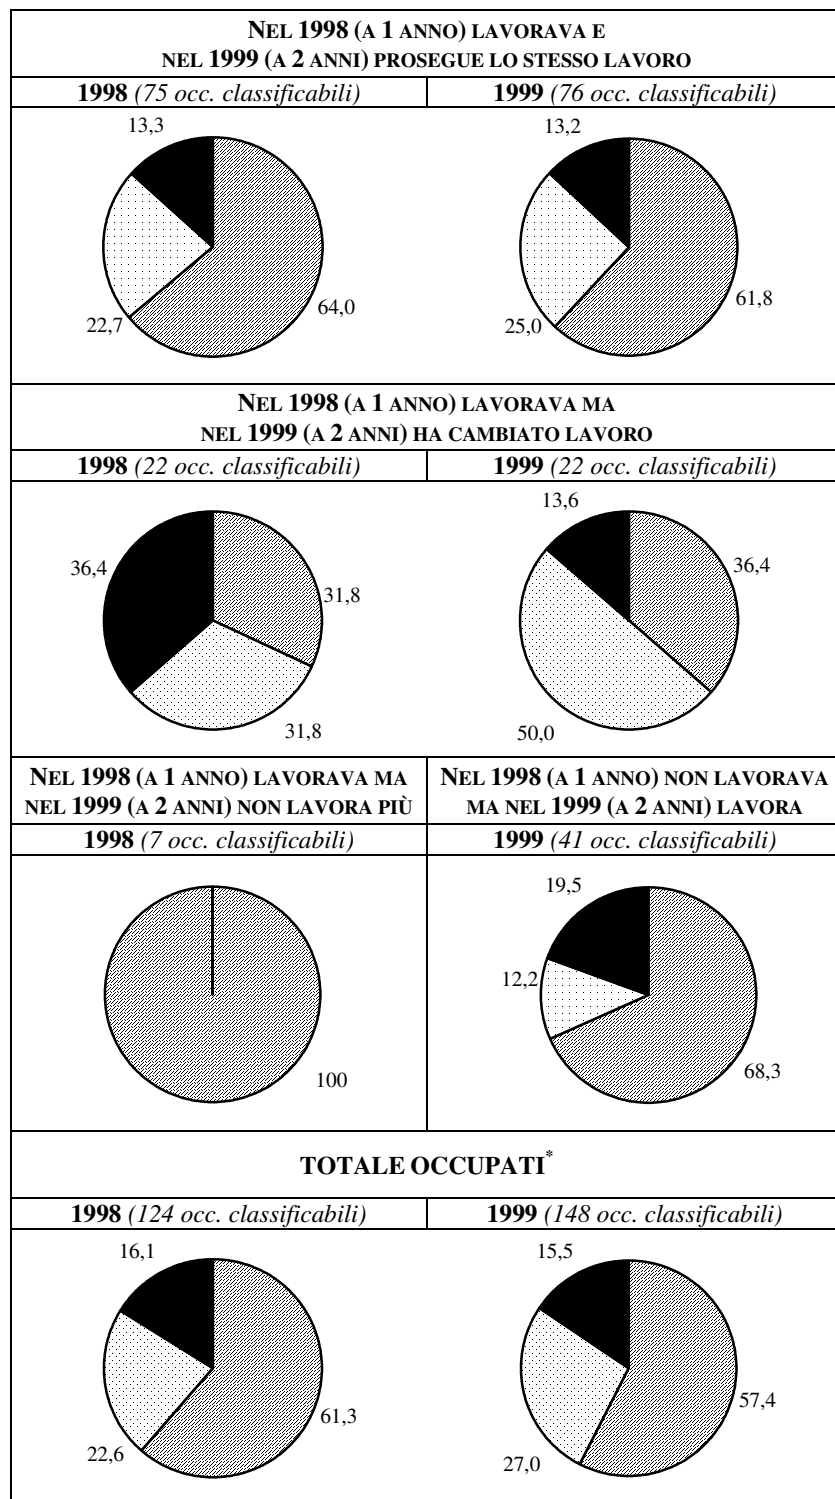 NEL 1998 (A 1 ANNO) LAVORAVA E
NEL 1999 (A 2 ANNI) PROSEGUE LO STESSO LAVORO
1998 (75 occ. classificabili)
1999 (76 occ. classificabili)
13,3
22,7
64,0
13,2
25,0
61,8
NEL 1998 (A 1 ANNO) LAVORAVA MA
NEL 1999 (A 2 ANNI) HA CAMBIATO LAVORO
1998 (22 occ. classificabili)
1999 (22 occ. classificabili)
36,4
31,8
31,8
13,6
36,4
50,0
NEL 1998 (A 1 ANNO) LAVORAVA MA
NEL 1999 (A 2 ANNI) NON LAVORA PIÙ
NEL 1998 (A 1 ANNO) NON LAVORAVA
MA NEL 1999 (A 2 ANNI) LAVORA
1998 (7 occ. classificabili)
1999 (41 occ. classificabili)
100
19,5
12,2
68,3
TOTALE OCCUPATI*
1998 (124 occ. classificabili)
1999 (148 occ. classificabili)
16,1
22,6
61,3
15,5
27,0
57,4